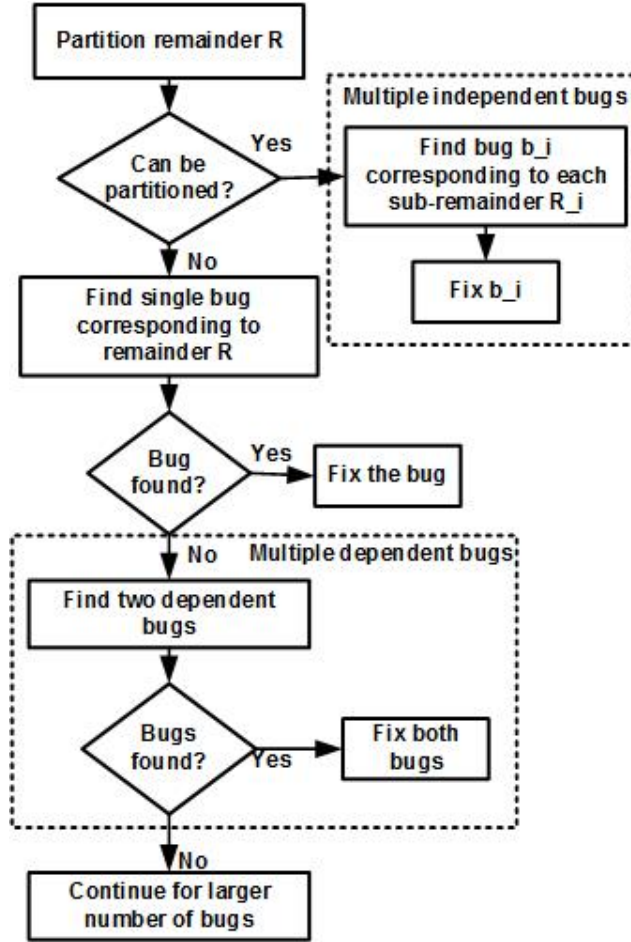 Partition remainder R
Multiple independent bugs
Yes
Can be
partitioned?
Find bug b_i
corresponding to each
sub-remainder R_i
No
Fix b_i
Find single bug
corresponding to
remainder R
Bug
found?
Yes
Fix the bug
No
Multiple dependent bugs
Find two dependent
bugs
Bugs
found?
Yes
Fix both
bugs
No
Continue for larger
number of bugs